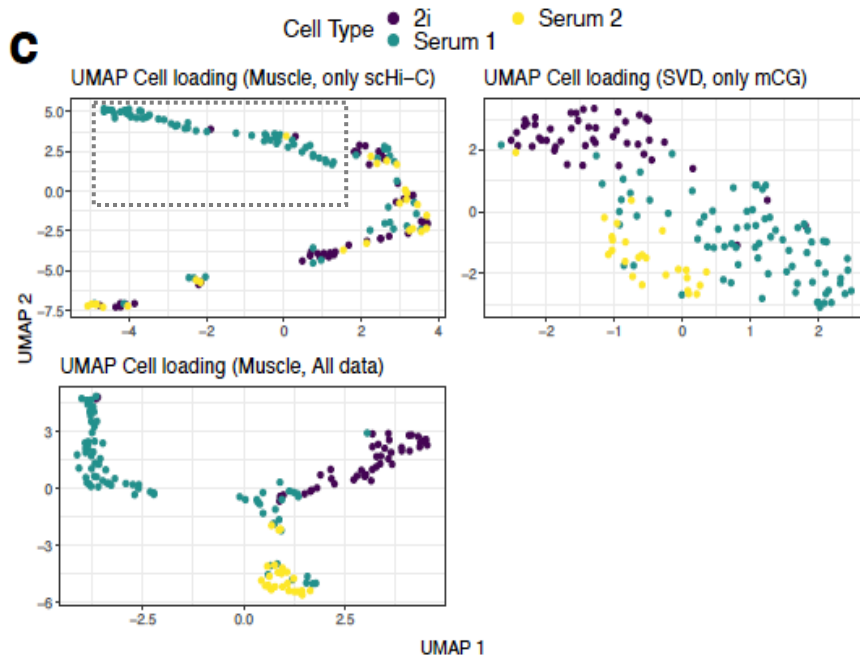 C
Cell Type 2i Serum 2
Serum 1
UMAP Cell loading (Muscle, only scHi-C)
UMAP Cell loading (SVD, only mCG)
5.0
2.5
0.0
−2.5
−5.0
−7.5
−4 −2 0 2 4
2
0
−2
−2 −1 0 1 2
UMAP 2
UMAP Cell loading (Muscle, All data)
3
0
−3
−6
−2.5 0.0 2.5
UMAP 1